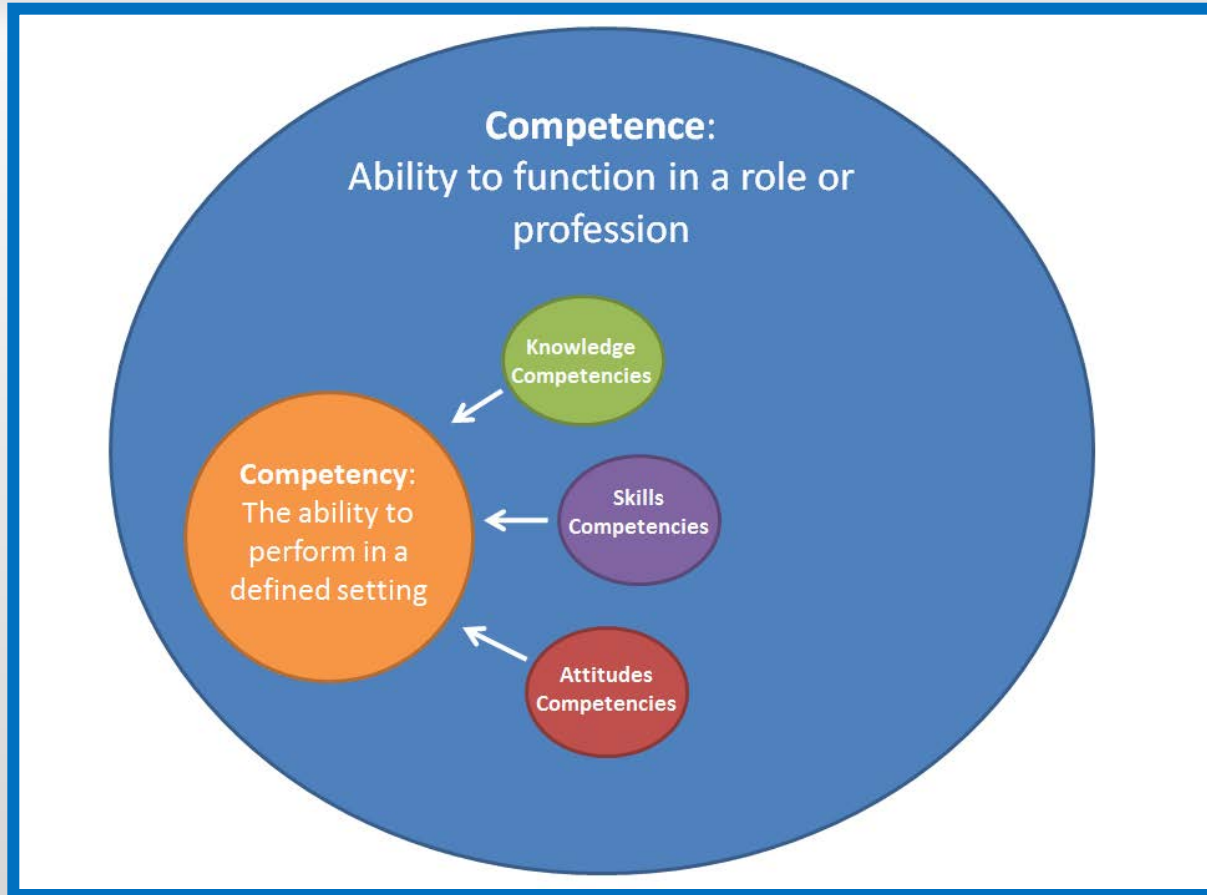 Competence:
Ability to function in a role or
profession
Knowledge
Competencies
Competency:
The ability to
perform in a
defined setting
Skills
Competencies
Attitudes
Competencies